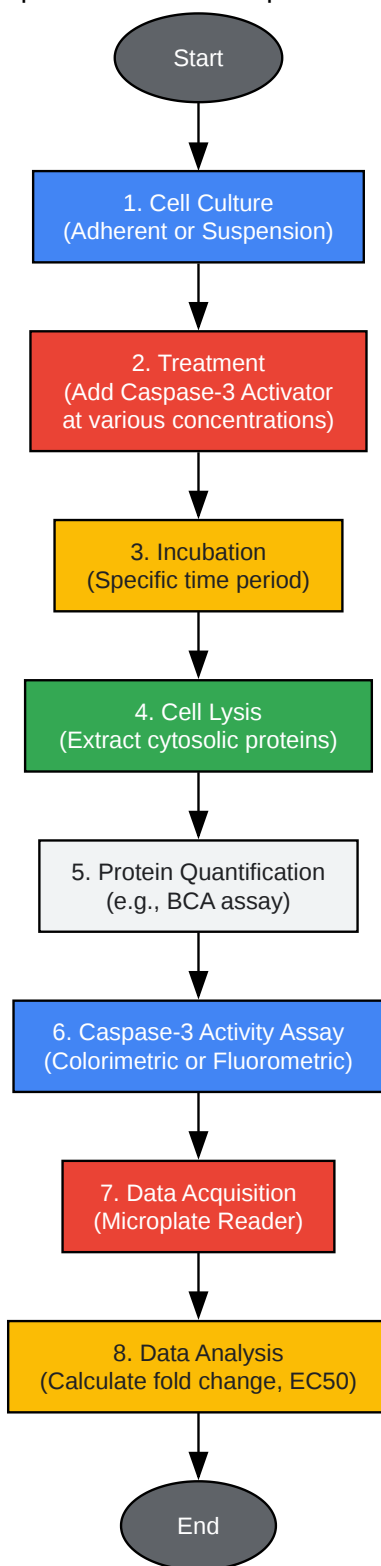 Start
1. Cell Culture
(Adherent or Suspension)
2. Treatment
(Add Caspase-3 Activator
at various concentrations)
3. Incubation
(Specific time period)
4. Cell Lysis
(Extract cytosolic proteins)
5. Protein Quantification
(e.g., BCA assay)
6. Caspase-3 Activity Assay
(Colorimetric or Fluorometric)
7. Data Acquisition
(Microplate Reader)
8. Data Analysis
(Calculate fold change, EC50)
End